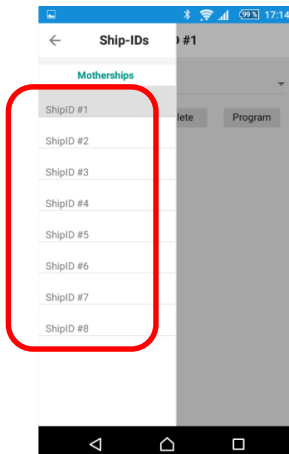 99% 17:14
Ship-IDs
#1
Motherships
ShipID #1
lete Program
ShipID #2
ShipID #3
ShipID #4
ShipID #5
ShipID #6
ShipID #7
ShipID #8